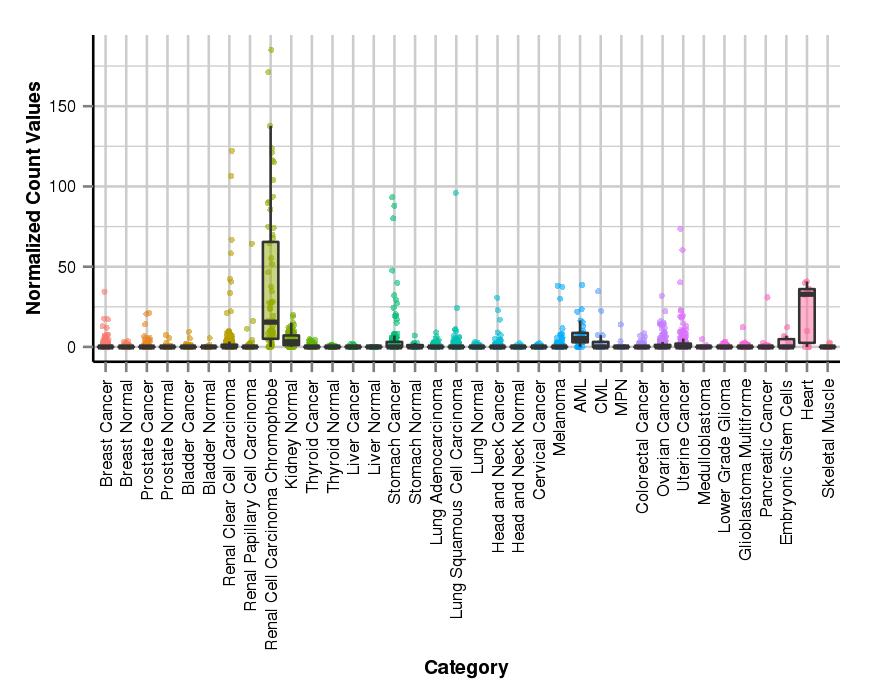 Normalized Count Values
150
100
50
0
Breast Cancer
Breast Normal
Prostate Cancer
Prostate Normal
Bladder Cancer
Bladder Normal
Renal Clear Cell Carcinoma
Renal Papillary Cell Carcinoma
Renal Cell Carcinoma Chromophobe
Kidney Normal
Thyroid Cancer
Thyroid Normal
Liver Cancer
Liver Normal
Stomach Cancer
Stomach Normal
Lung Adenocarcinoma
Lung Squamous Cell Carcinoma
Lung Normal
Head and Neck Cancer
Head and Neck Normal
Cervical Cancer
Melanoma
AML
CML
MPN
Colorectal Cancer
Ovarian Cancer
Uterine Cancer
Medulloblastoma
Lower Grade Glioma
Glioblastoma Multiforme
Pancreatic Cancer
Embryonic Stem Cells
Heart
Skeletal Muscle
Category